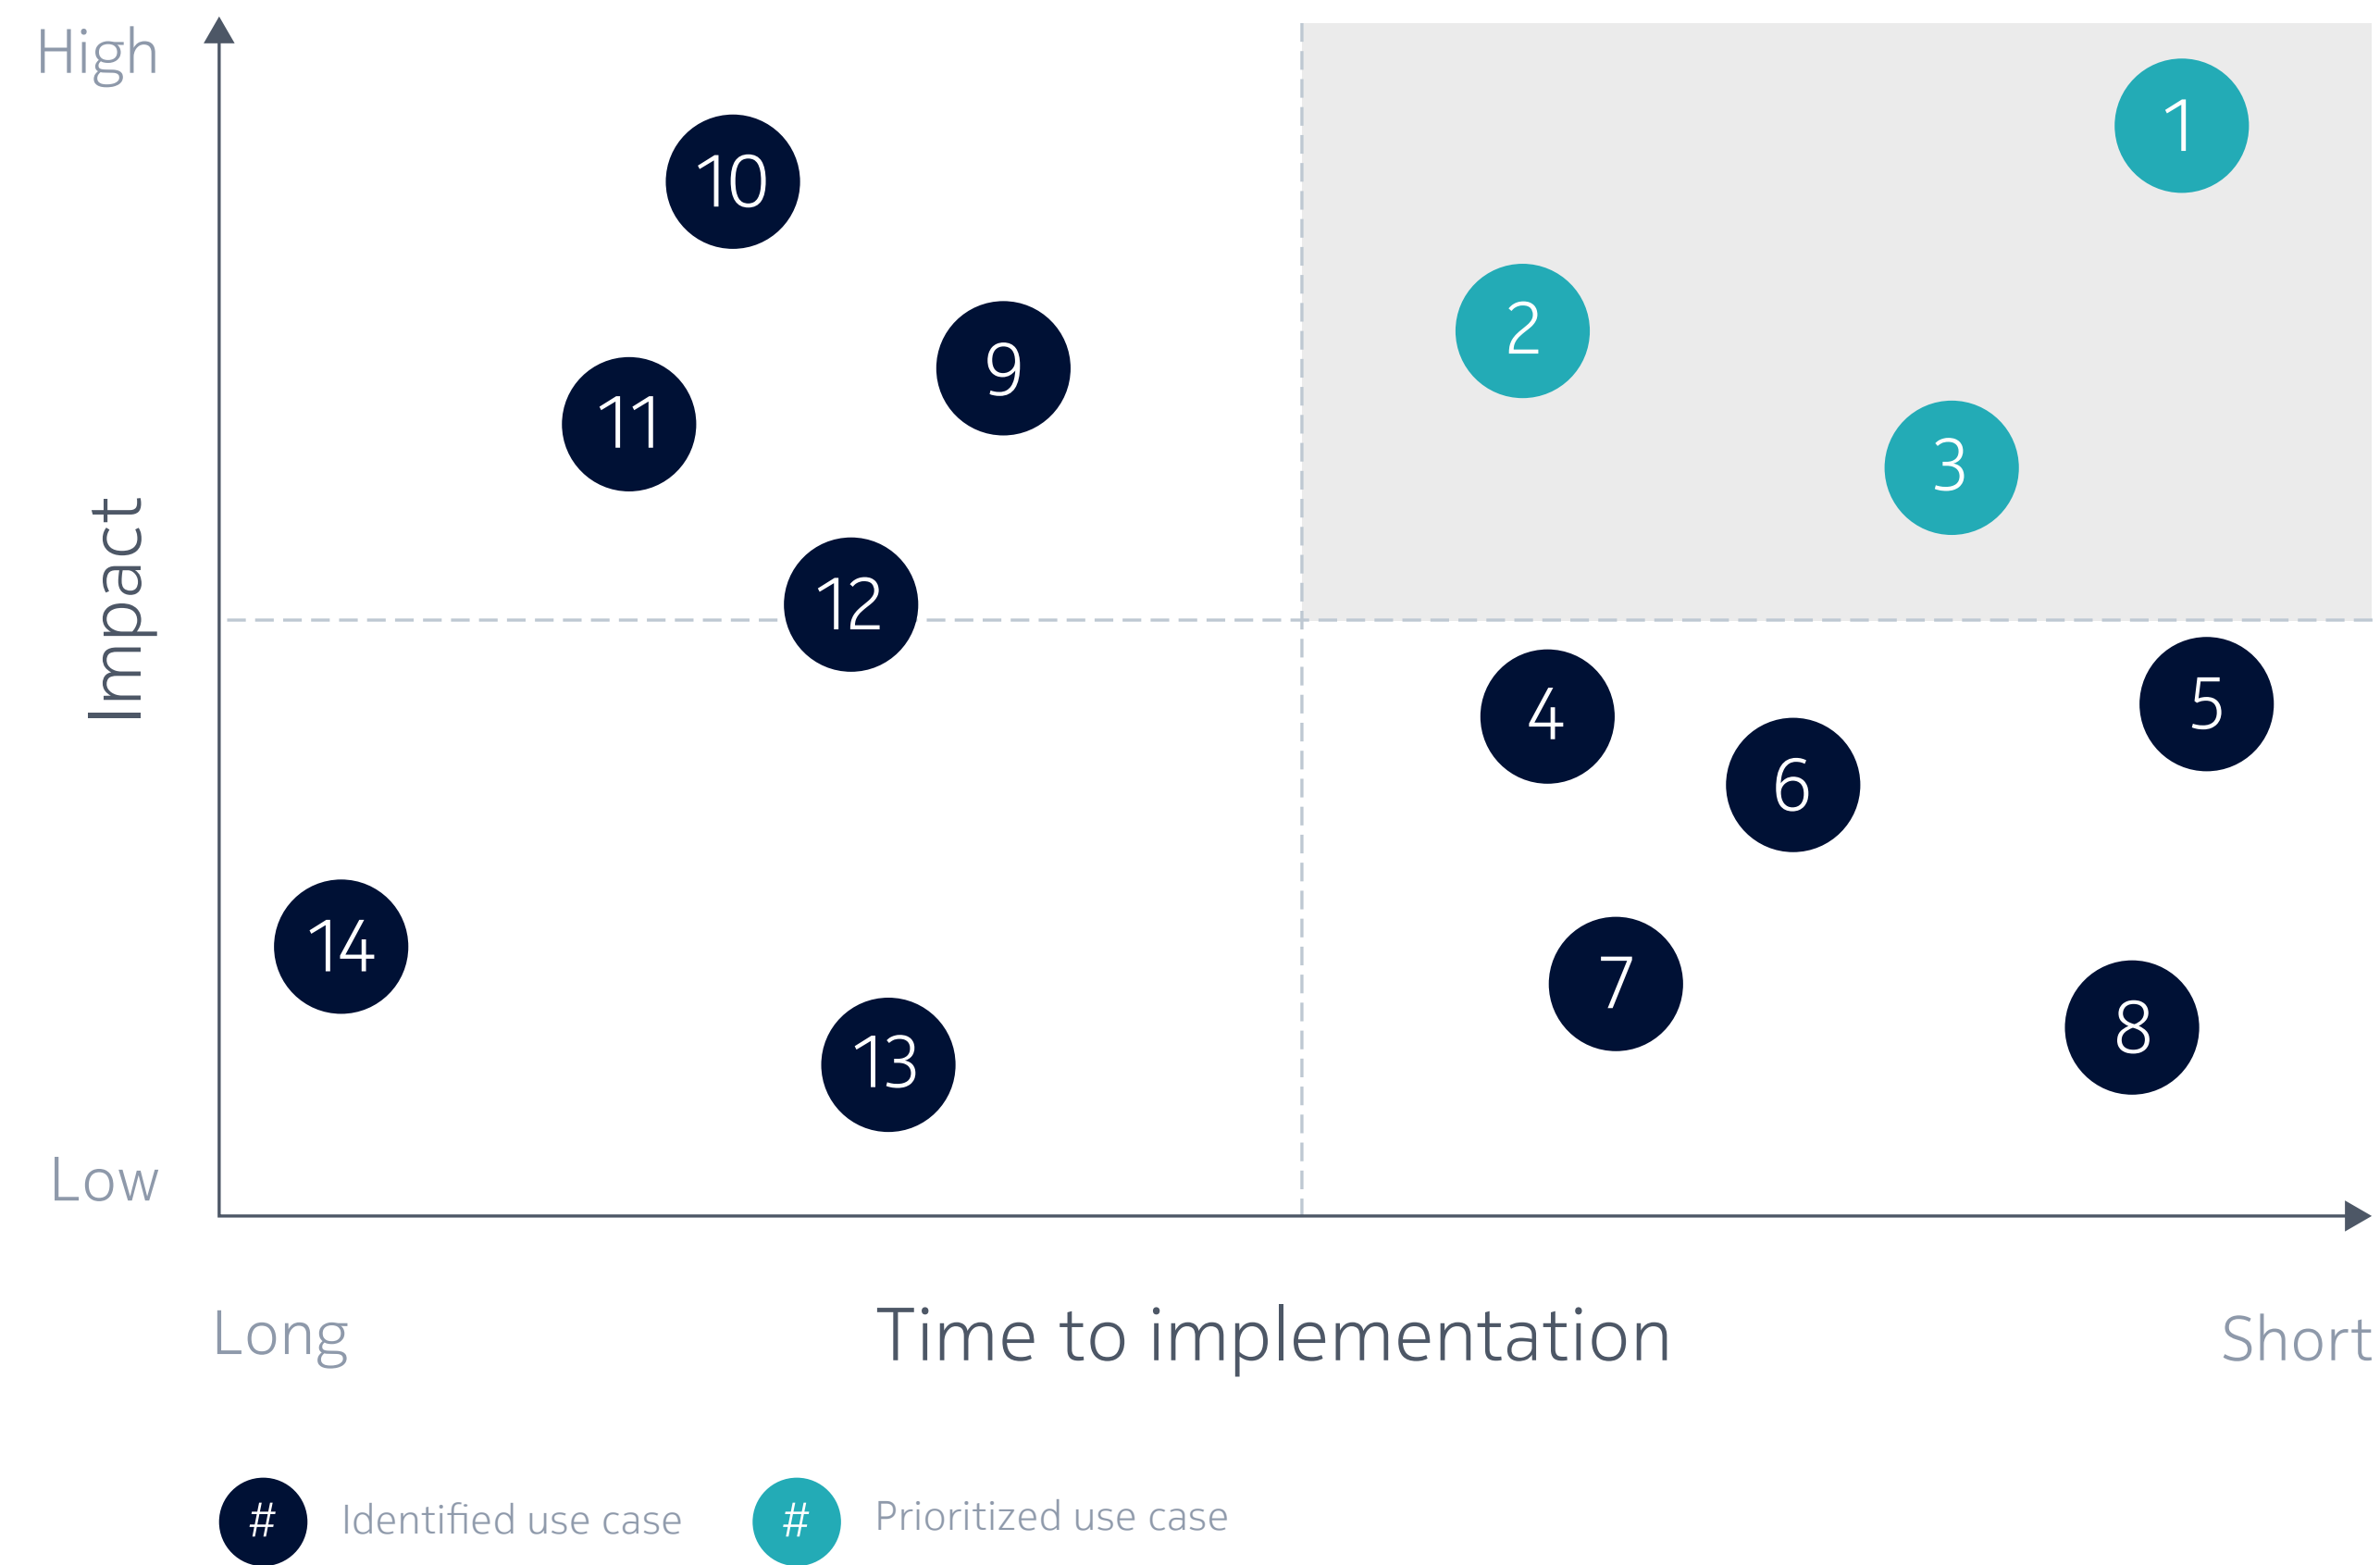 High
1
10
2
9
11
3
12
Impact
5
4
6
14
7
8
13
Low
Long
Time to implementation
Short
# Identified use case
# Prioritized use case